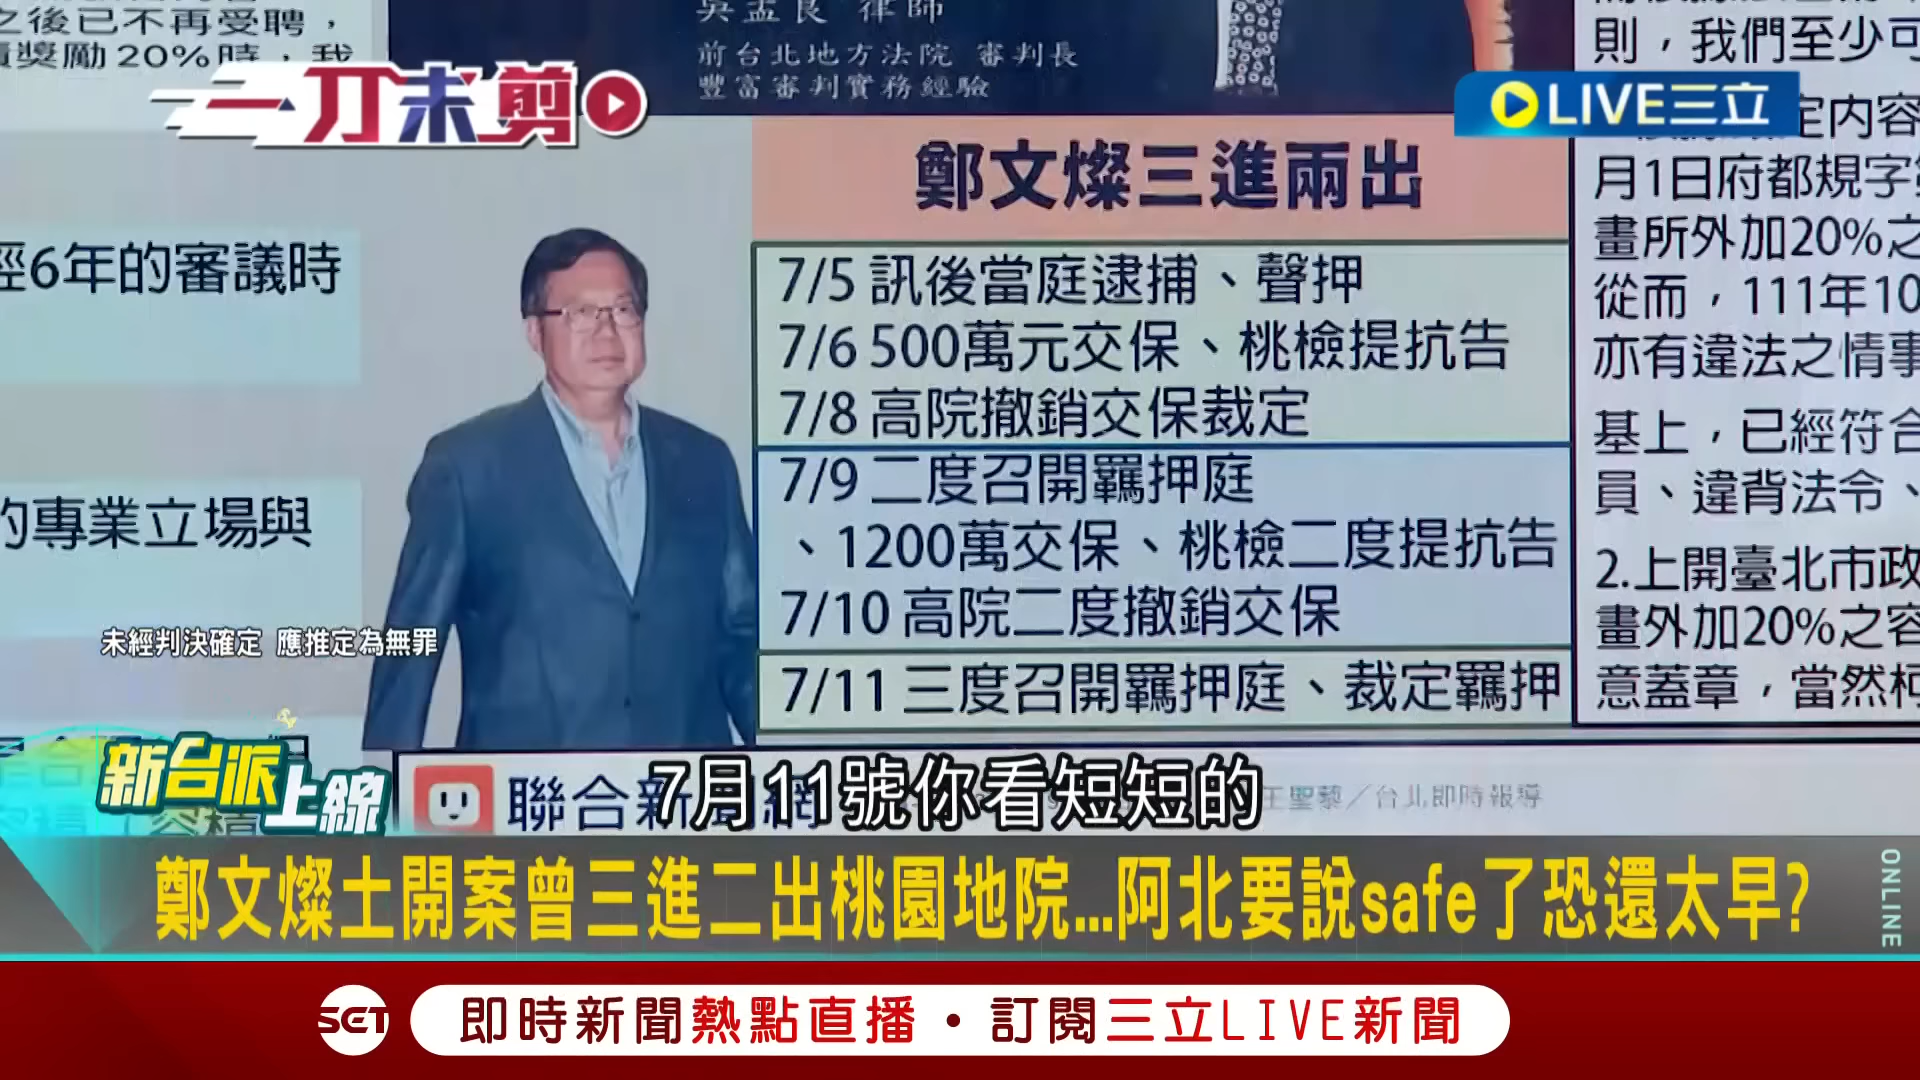 之後已不再受聘，
獎勵20%時，我
吳孟良 律師
前台北地方法院 審判長
豐富審判實務經驗
一刀未剪
LIVE三立
則，我們至少可
定內容
月1日府都規字第
畫所外加20%之
從而，111年10
亦有違法之情事
基上，已經符合
員、違背法令、
2.上開臺北市政
畫外加20%之容
意蓋章，當然柯
經6年的審議時
的專業立場與
鄭文燦三進兩出
7/5 訊後當庭逮捕、聲押
7/6 500萬元交保、桃檢提抗告
7/8 高院撤銷交保裁定
7/9 二度召開羈押庭
、1200萬交保、桃檢二度提抗告
7/10 高院二度撤銷交保
7/11 三度召開羈押庭、裁定羈押
未經判決確定 應推定為無罪
新台派上線
聯合新聞網
王聖藜／台北即時報導
7月11號你看短短的
鄭文燦土開案曾三進二出桃園地院...阿北要說safe了恐還太早?
ONLINE
SET
即時新聞熱點直播・訂閱三立LIVE新聞